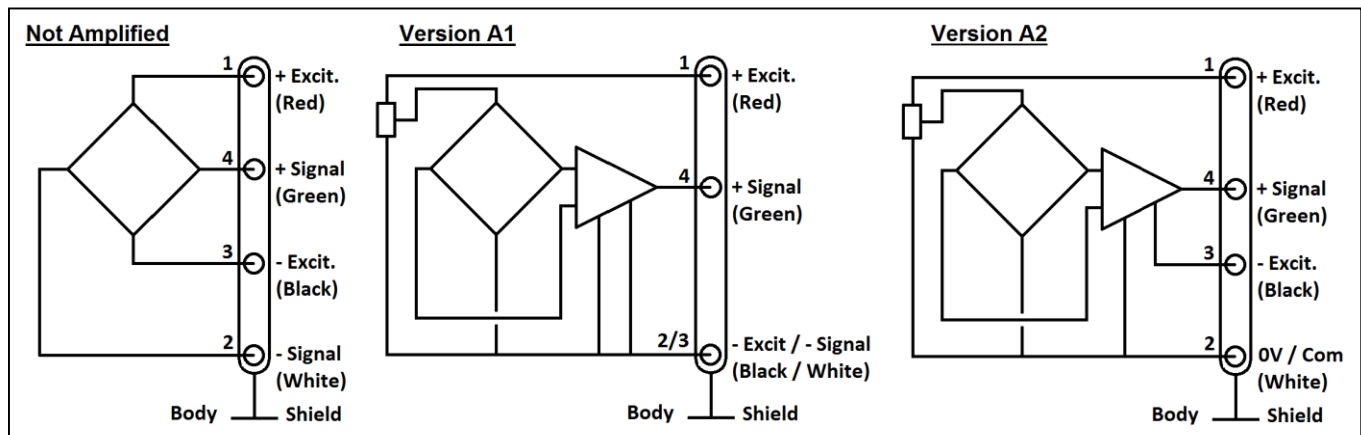 Not Amplified
1
+ Excit.
(Red)
4
+ Signal
(Green)
3
- Excit.
(Black)
2
- Signal
(White)
Body
Shield
Version A1
1
+ Excit.
(Red)
4
+ Signal
(Green)
2/3
- Excit / - Signal
(Black / White)
Body
Shield
Version A2
1
+ Excit.
(Red)
4
+ Signal
(Green)
3
- Excit.
(Black)
2
0V / Com
(White)
Body
Shield